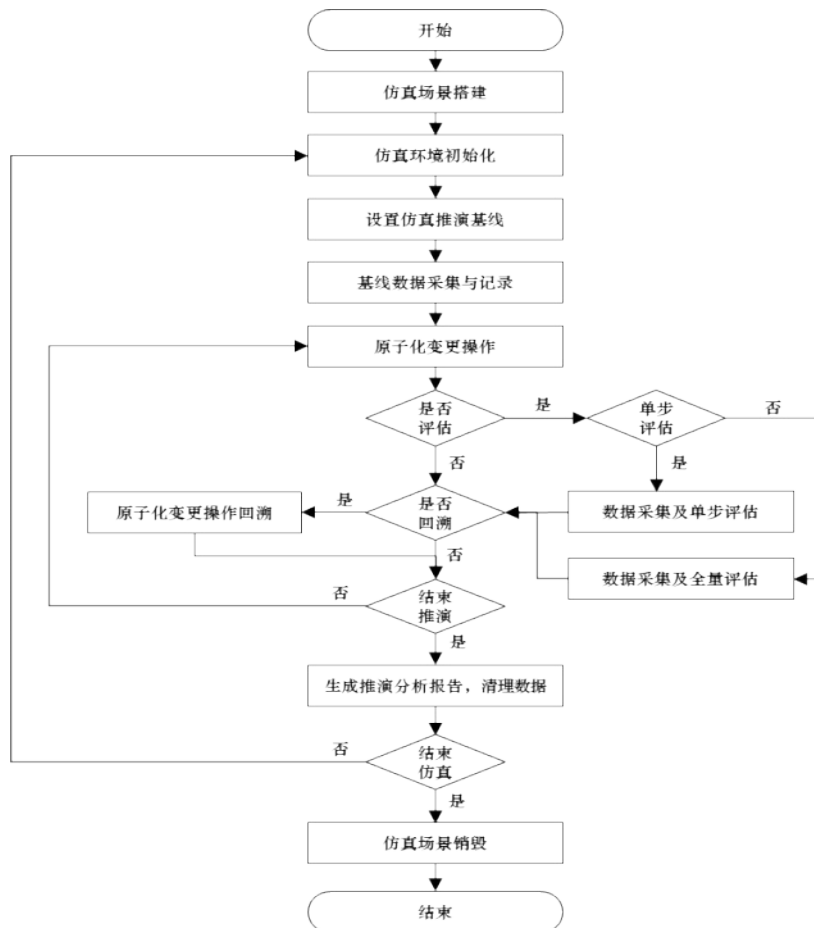 开始
仿真场景搭建
仿真环境初始化
设置仿真推演基线
基线数据采集与记录
原子化变更操作
是否
评估
是
单步
评估
否
否
是
原子化变更操作回溯
是
是否
回溯
数据采集及单步评估
否
数据采集及全量评估
否
结束
推演
是
生成推演分析报告，清理数据
否
结束
仿真
是
仿真场景销毁
结束